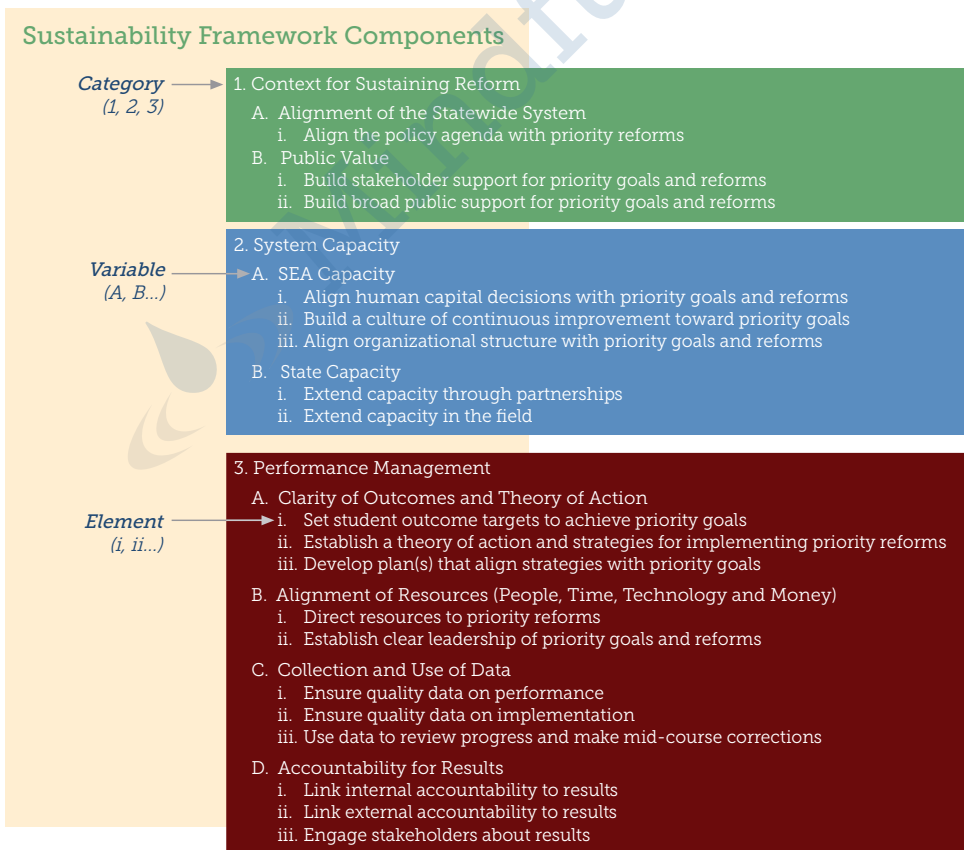 Sustainability Framework Components
Category
(1, 2, 3)
1. Context for Sustaining Reform
A. Alignment of the Statewide System
i. Align the policy agenda with priority reforms
B. Public Value
i. Build stakeholder support for priority goals and reforms
ii. Build broad public support for priority goals and reforms
Variable
(A, B...)
2. System Capacity
A. SEA Capacity
i. Align human capital decisions with priority goals and reforms
ii. Build a culture of continuous improvement toward priority goals
iii. Align organizational structure with priority goals and reforms
B. State Capacity
i. Extend capacity through partnerships
ii. Extend capacity in the field
Element
(i, ii...)
3. Performance Management
A. Clarity of Outcomes and Theory of Action
i. Set student outcome targets to achieve priority goals
ii. Establish a theory of action and strategies for implementing priority reforms
iii. Develop plan(s) that align strategies with priority goals
B. Alignment of Resources (People, Time, Technology and Money)
i. Direct resources to priority reforms
ii. Establish clear leadership of priority goals and reforms
C. Collection and Use of Data
i. Ensure quality data on performance
ii. Ensure quality data on implementation
iii. Use data to review progress and make mid-course corrections
D. Accountability for Results
i. Link internal accountability to results
ii. Link external accountability to results
iii. Engage stakeholders about results